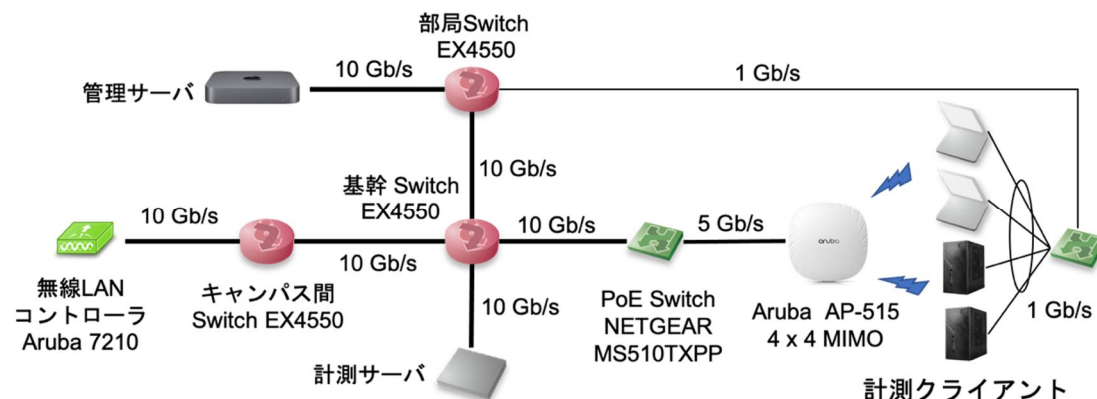 部局Switch
EX4550
10 Gb/s
1 Gb/s
管理サーバ
10 Gb/s
基幹 Switch
EX4550
10 Gb/s
10 Gb/s
5 Gb/s
10 Gb/s
aruba
無線LAN
コントローラ
Aruba 7210
キャンパス間
Switch EX4550
10 Gb/s
計測サーバ
PoE Switch
NETGEAR
MS510TXPP
Aruba AP-515
4 x 4 MIMO
1 Gb/s
計測クライアント